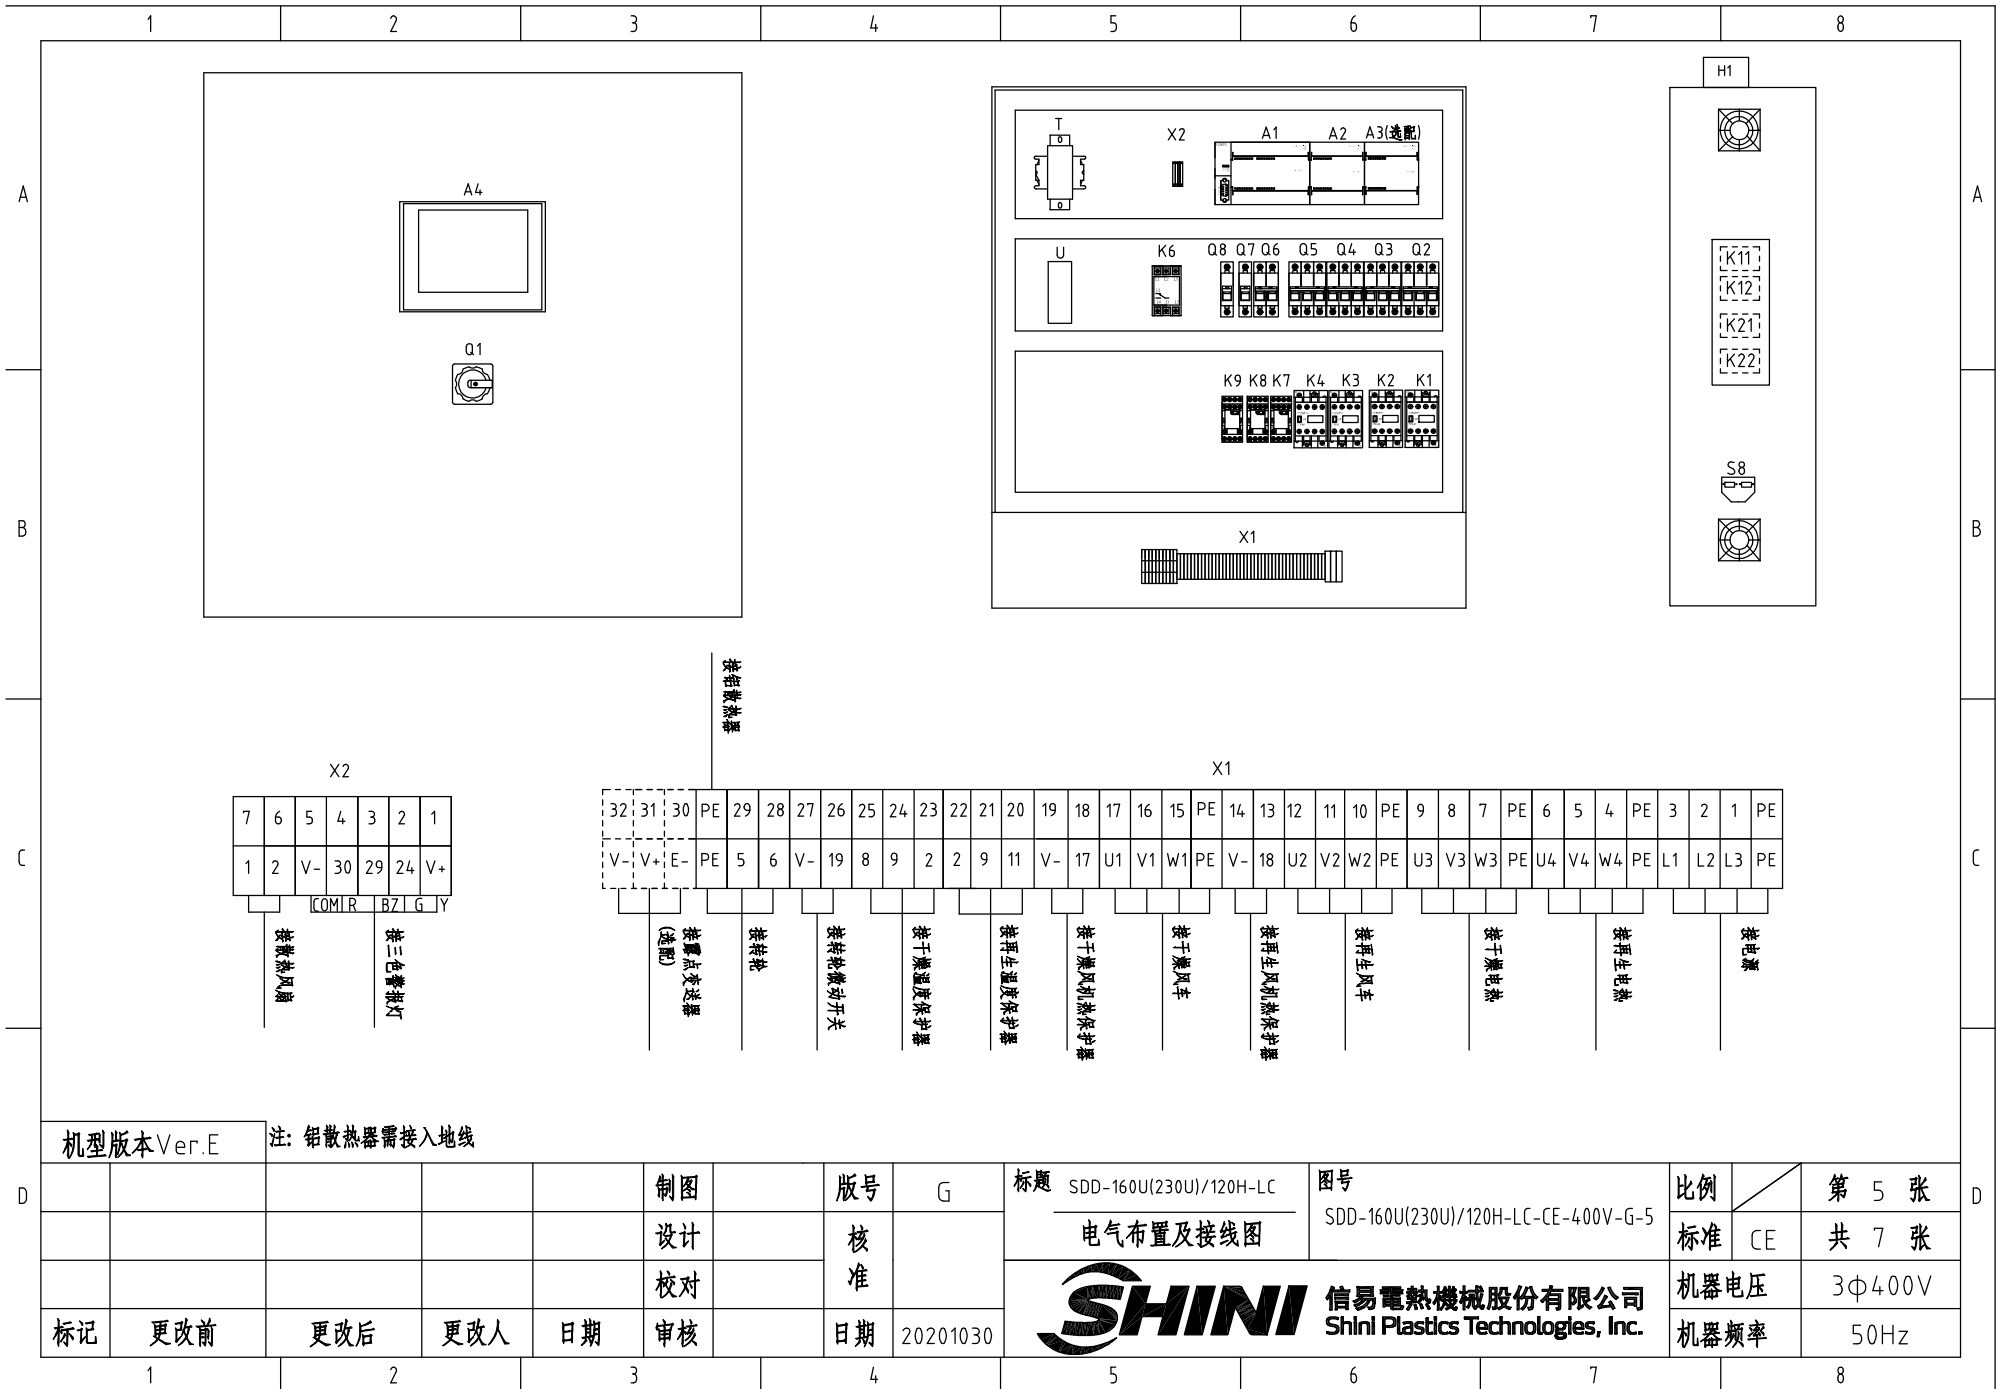 1 2 3 4 5 6 7 8
H1
T X2 A1 A2 A3(选配)
A A
A4
U K6 Q8 Q7 Q6 Q5 Q4 Q3 Q2
K11
K12
K21
K22
Q1
K9 K8 K7 K4 K3 K2 K1
S8
B B
X1
接铝散热器
X2
X1
7 6 5 4 3 2 1
1 2 V- 30 29 24 V+
COM R BZ G Y
接散热风扇
接三色警报灯
32 31 30 PE 29 28 27 26 25 24 23 22 21 20 19 18 17 16 15 PE 14 13 12 11 10 PE 9 8 7 PE 6 5 4 PE 3 2 1 PE
V- V+ E- PE 5 6 V- 19 8 9 2 2 9 11 V- 17 U1 V1 W1 PE V- 18 U2 V2 W2 PE U3 V3 W3 PE U4 V4 W4 PE L1 L2 L3 PE
C C
接露点变送器
(选配)
接转轮
接转轮微动开关
接干燥温度保护器
接再生温度保护器
接干燥风机热保护器
接干燥风车
接再生风机热保护器
接再生风车
接干燥电热
接再生电热
接电源
机型版本Ver.E
注: 铝散热器需接入地线
D D
制图
设计
校对
审核
标记 更改前 更改后 更改人 日期
版号 G
核准
日期 20201030
标题 SDD-160U(230U)/120H-LC
电气布置及接线图
图号
SDD-160U(230U)/120H-LC-CE-400V-G-5
比例 第 5 张
标准 CE 共 7 张
机器电压 3φ400V
机器频率 50Hz
SHINI
信易電熱機械股份有限公司
Shini Plastics Technologies, Inc.
1 2 3 4 5 6 7 8